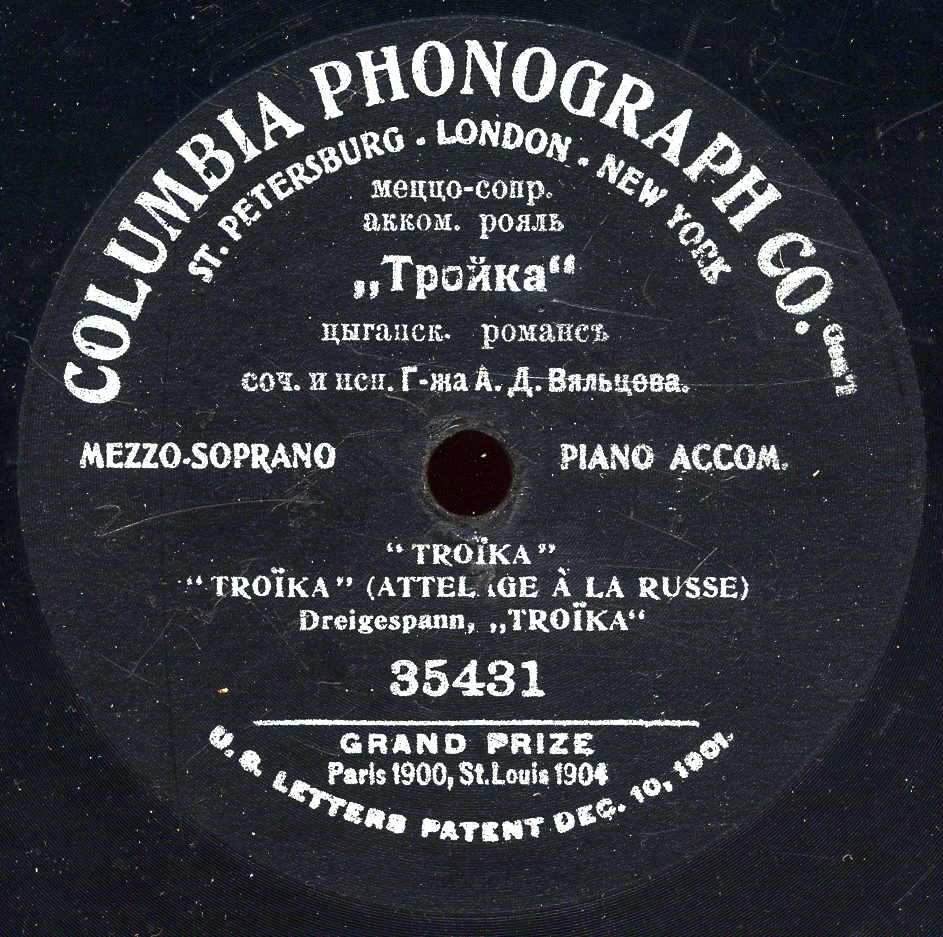 COLUMBIA PHONOGRAPH CO. Gen'l
ST. PETERSBURG . LONDON . NEW YORK
меццо-сопр.
акком. рояль
„Тройка“
цыганск. романсъ
соч. и исп. Г-жа А. Д. Вяльцева.
MEZZO-SOPRANO PIANO ACCOM.
“TROÏKA”
“TROÏKA” (ATTEL GE À LA RUSSE)
Dreigespann, „TROÏKA“
35431
GRAND PRIZE
Paris 1900, St. Louis 1904
U.S. LETTERS PATENT DEC. 10, 1901.